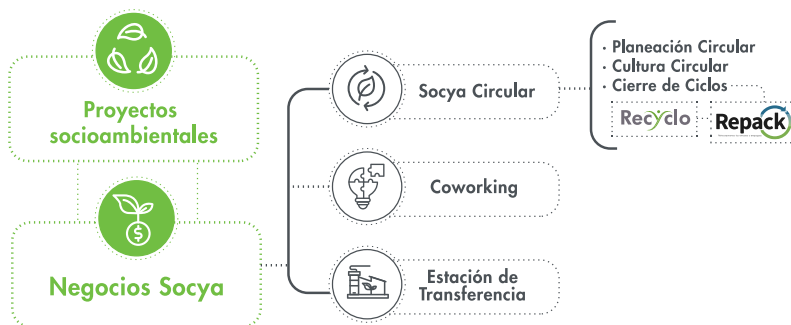 Proyectos
socioambientales
Negocios Socya
$
Socya Circular
Coworking
Estación de
Transferencia
· Planeación Circular
· Cultura Circular
· Cierre de Ciclos
Recyclo
Repack